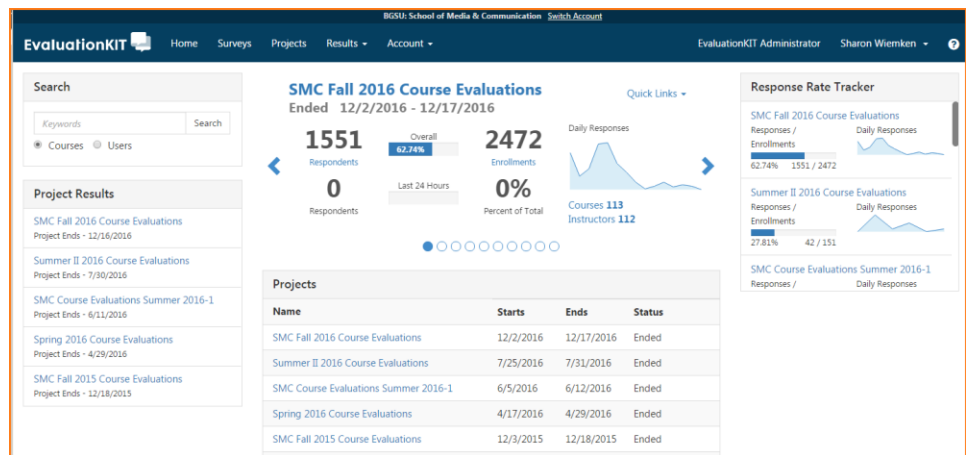 BGSU: School of Media & Communication Switch Account
EvaluationKIT Home Surveys Projects Results Account EvaluationKIT Administrator Sharon Wiemken ?
Search
Keywords Search
Courses Users
Project Results
SMC Fall 2016 Course Evaluations
Project Ends - 12/16/2016
Summer II 2016 Course Evaluations
Project Ends - 7/30/2016
SMC Course Evaluations Summer 2016-1
Project Ends - 6/11/2016
Spring 2016 Course Evaluations
Project Ends - 4/29/2016
SMC Fall 2015 Course Evaluations
Project Ends - 12/18/2015
SMC Fall 2016 Course Evaluations
Quick Links
Ended 12/2/2016 - 12/17/2016
1551
Respondents
Overall
62.74%
2472
Enrollments
0
Respondents
Last 24 Hours
0%
Percent of Total
Daily Responses
Courses 113
Instructors 112
Projects
Name Starts Ends Status
SMC Fall 2016 Course Evaluations 12/2/2016 12/17/2016 Ended
Summer II 2016 Course Evaluations 7/25/2016 7/31/2016 Ended
SMC Course Evaluations Summer 2016-1 6/5/2016 6/12/2016 Ended
Spring 2016 Course Evaluations 4/17/2016 4/29/2016 Ended
SMC Fall 2015 Course Evaluations 12/3/2015 12/18/2015 Ended
Response Rate Tracker
SMC Fall 2016 Course Evaluations
Responses / Daily Responses
Enrollments
62.74% 1551 / 2472
Summer II 2016 Course Evaluations
Responses / Daily Responses
Enrollments
27.81% 42 / 151
SMC Course Evaluations Summer 2016-1
Responses / Daily Responses